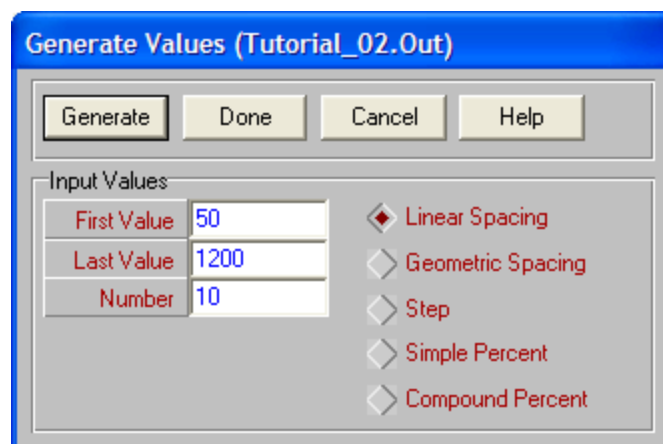 Generate Values (Tutorial_02.Out)
Generate Done Cancel Help
Input Values
First Value 50
Last Value 1200
Number 10
Linear Spacing
Geometric Spacing
Step
Simple Percent
Compound Percent